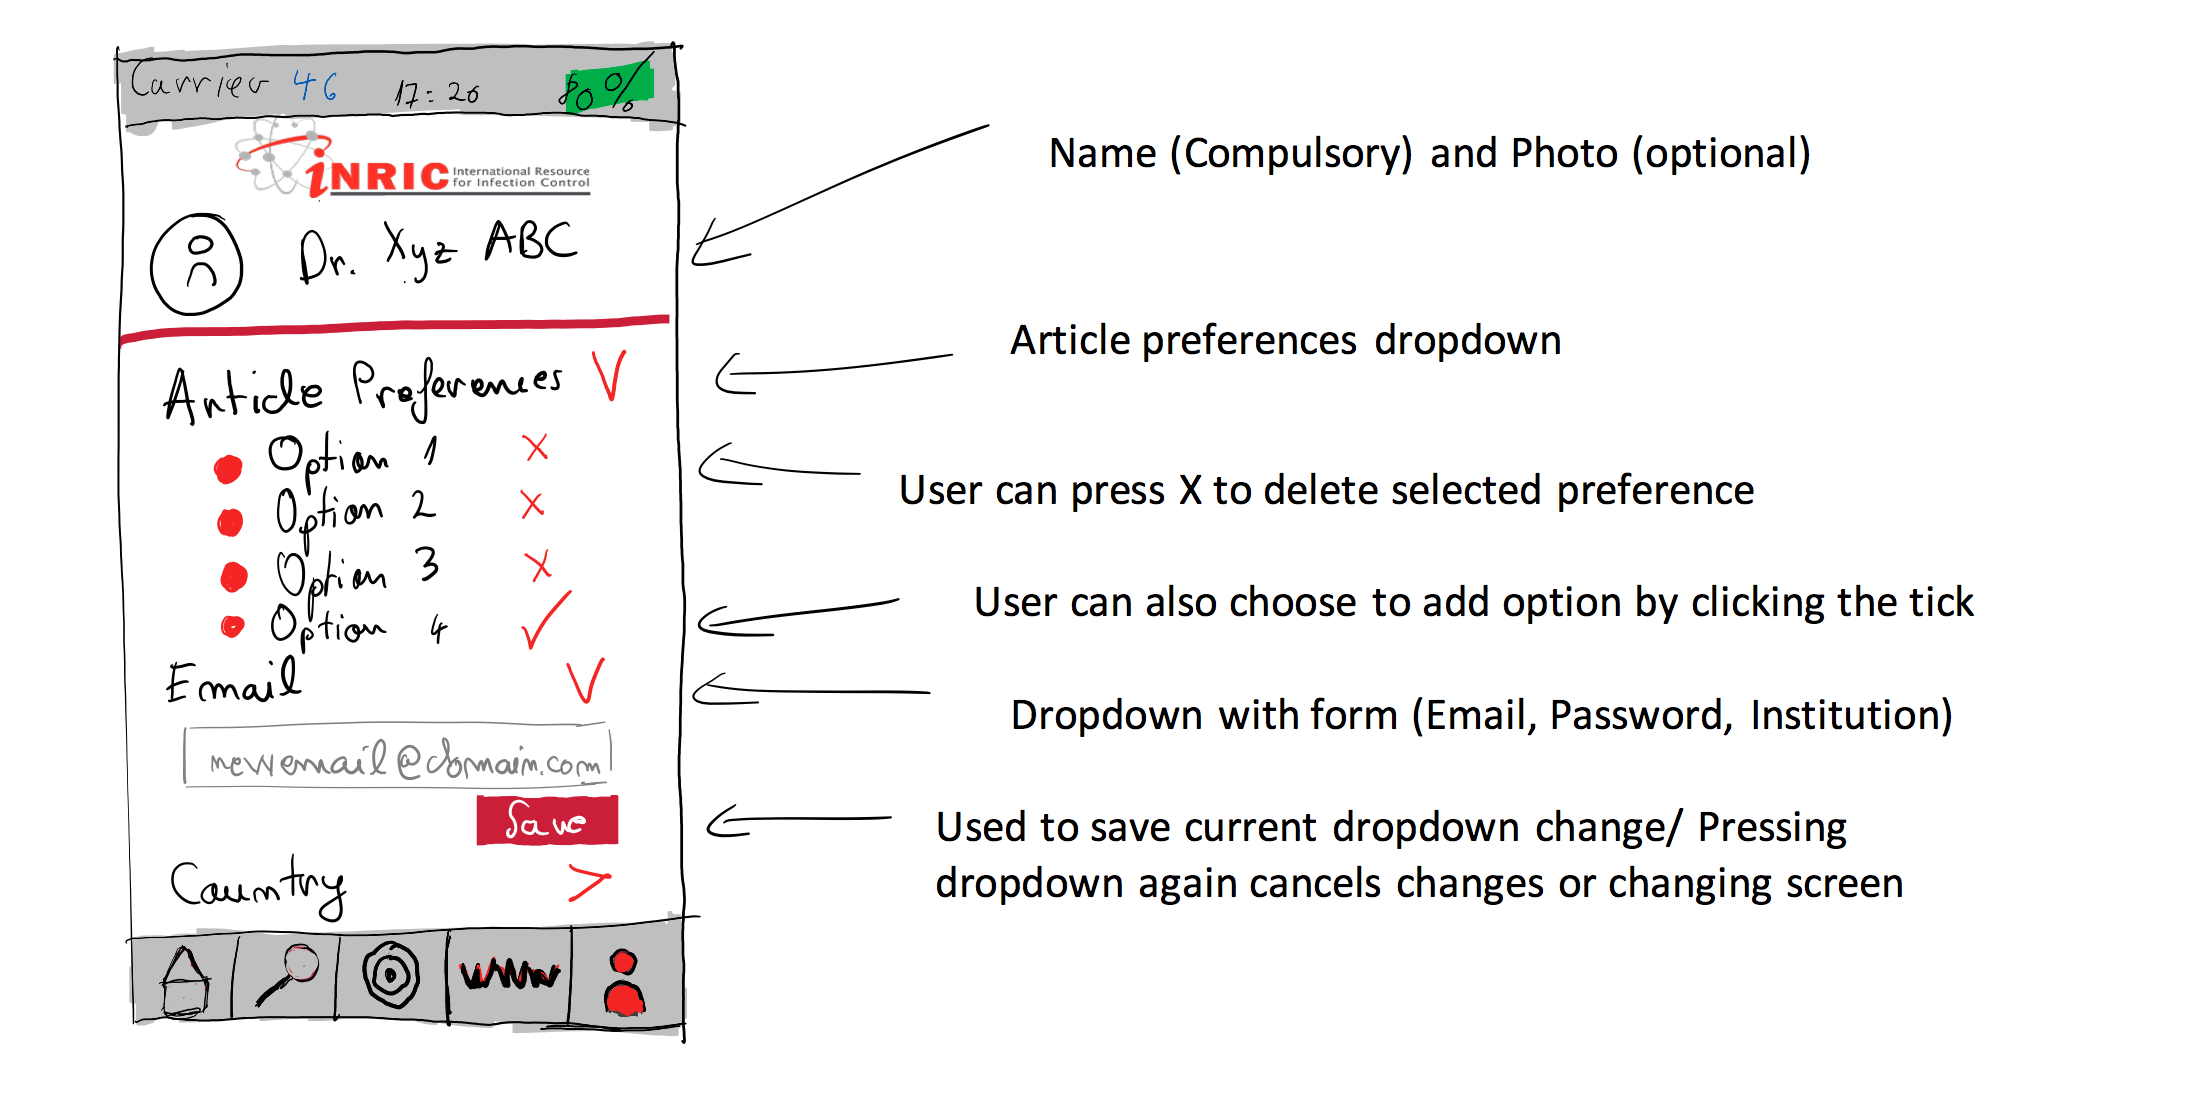 Carrier 4G 17:26 80%
iNRIC International Resource
for Infection Control
Dr. Xyz ABC
Name (Compulsory) and Photo (optional)
Article Preferences V
Article preferences dropdown
Option 1 X
Option 2 X
Option 3 X
Option 4 ✓
User can press X to delete selected preference
User can also choose to add option by clicking the tick
Email V
Dropdown with form (Email, Password, Institution)
newemail@domain.com
Save
Used to save current dropdown change/ Pressing
dropdown again cancels changes or changing screen
Country >
www